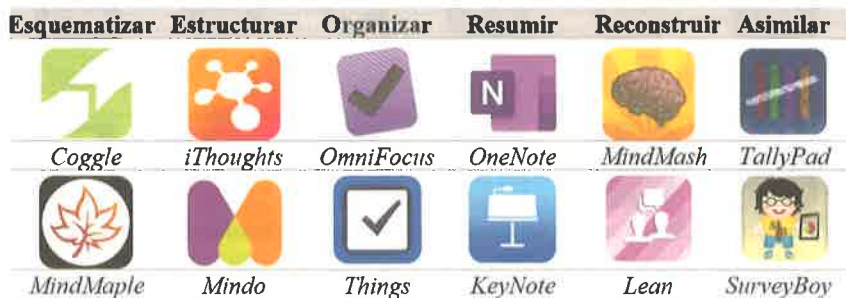 Esquematizar Estructurar Organizar Resumir Reconstruir Asimilar
N
Coggle iThoughts OmniFocus OneNote MindMash TallyPad
MindMaple Mindo Things KeyNote Lean SurveyBoy